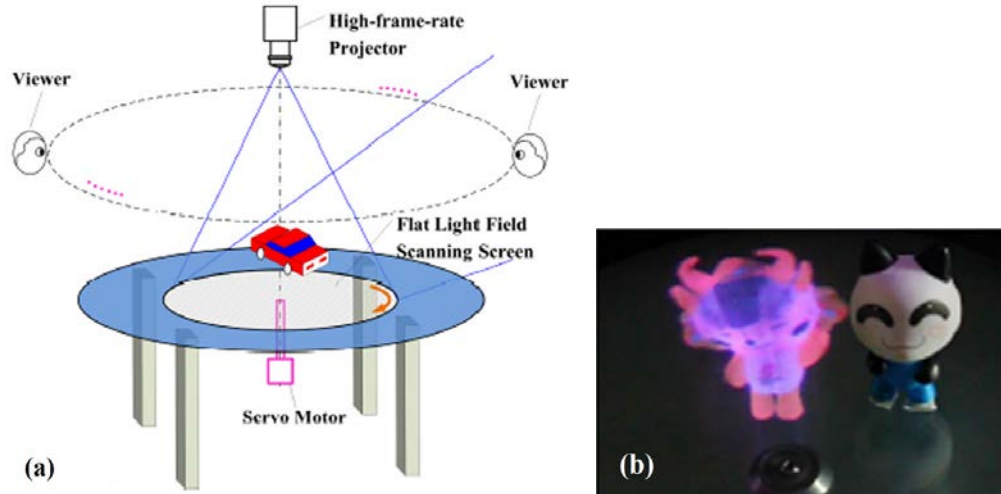 High-frame-rate
Projector
Viewer
Viewer
Flat Light Field
Scanning Screen
Servo Motor
(a)
(b)